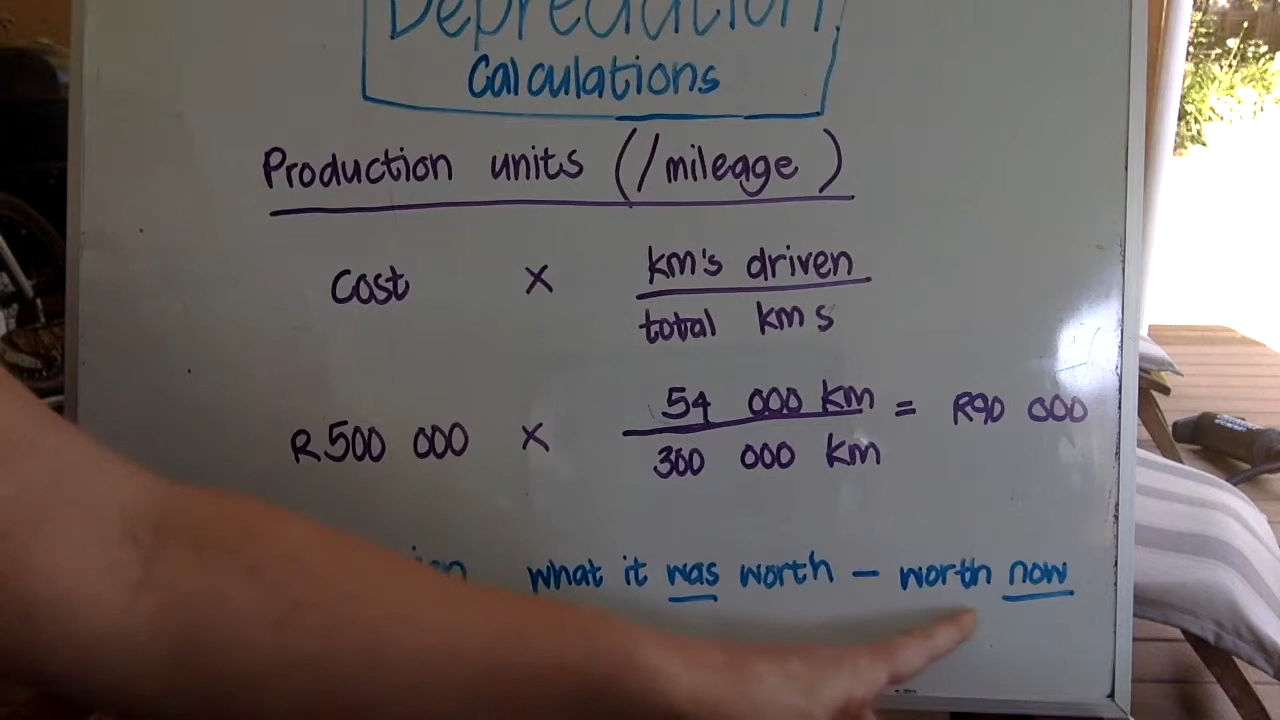 Depreciation
Calculations
Production units (/mileage)
Cost × km's driven
total kms
R500 000 × 54 000 km = R90 000
300 000 km
what it was worth - worth now